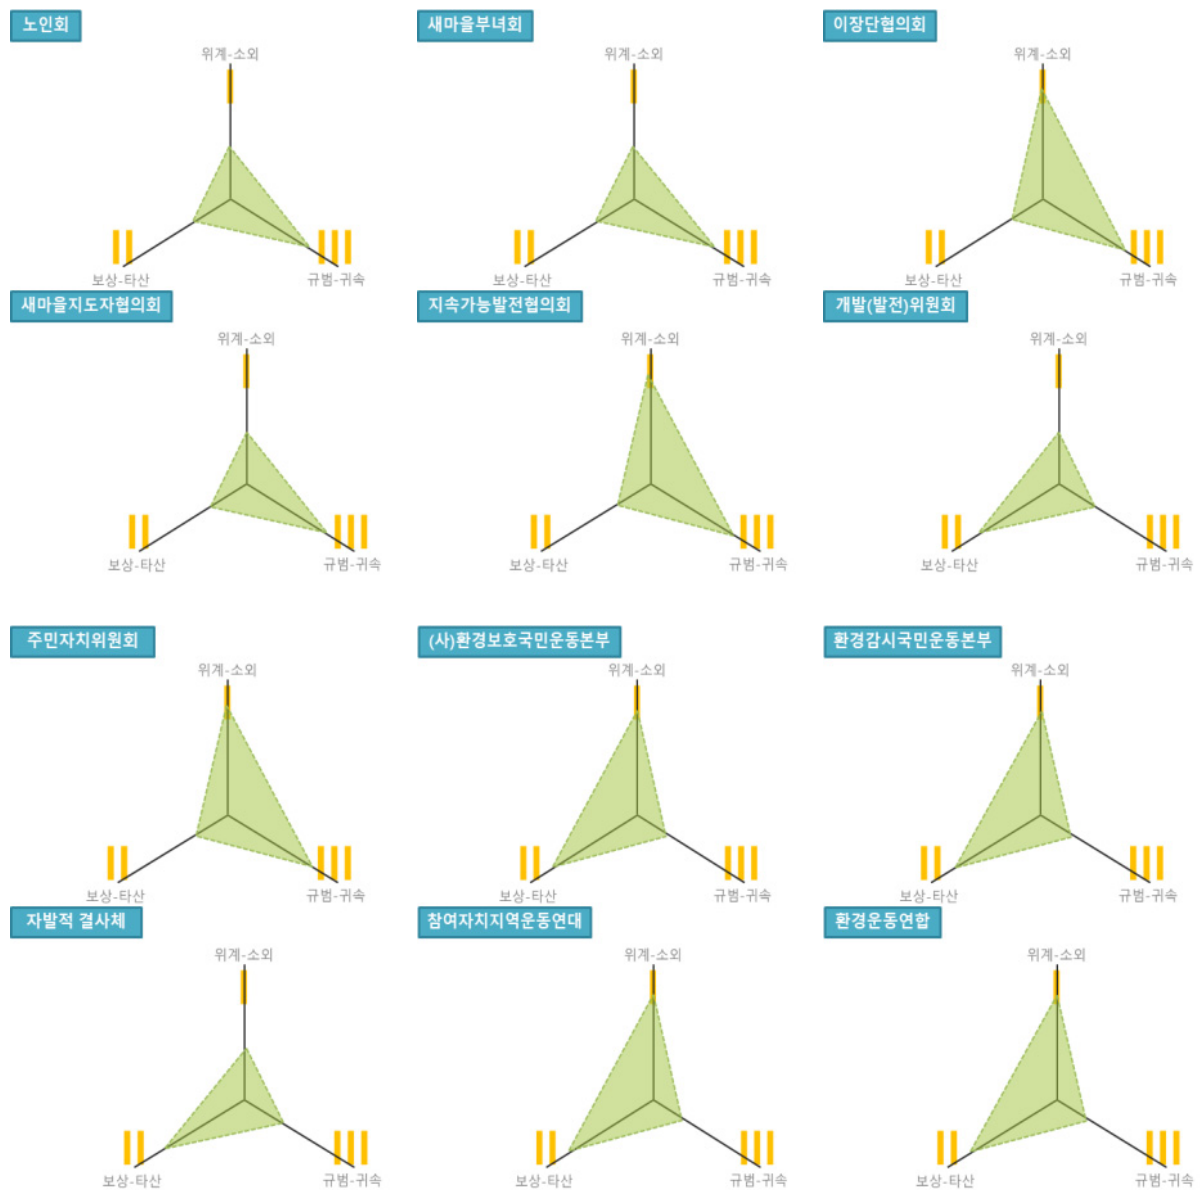 노인회
위계-소외
보상-타산
규범-귀속
새마을부녀회
위계-소외
보상-타산
규범-귀속
이장단협의회
위계-소외
보상-타산
규범-귀속
새마을지도자협의회
위계-소외
보상-타산
규범-귀속
지속가능발전협의회
위계-소외
보상-타산
규범-귀속
개발(발전)위원회
위계-소외
보상-타산
규범-귀속
주민자치위원회
위계-소외
보상-타산
규범-귀속
(사)환경보호국민운동본부
위계-소외
보상-타산
규범-귀속
환경감시국민운동본부
위계-소외
보상-타산
규범-귀속
자발적 결사체
위계-소외
보상-타산
규범-귀속
참여자치지역운동연대
위계-소외
보상-타산
규범-귀속
환경운동연합
위계-소외
보상-타산
규범-귀속